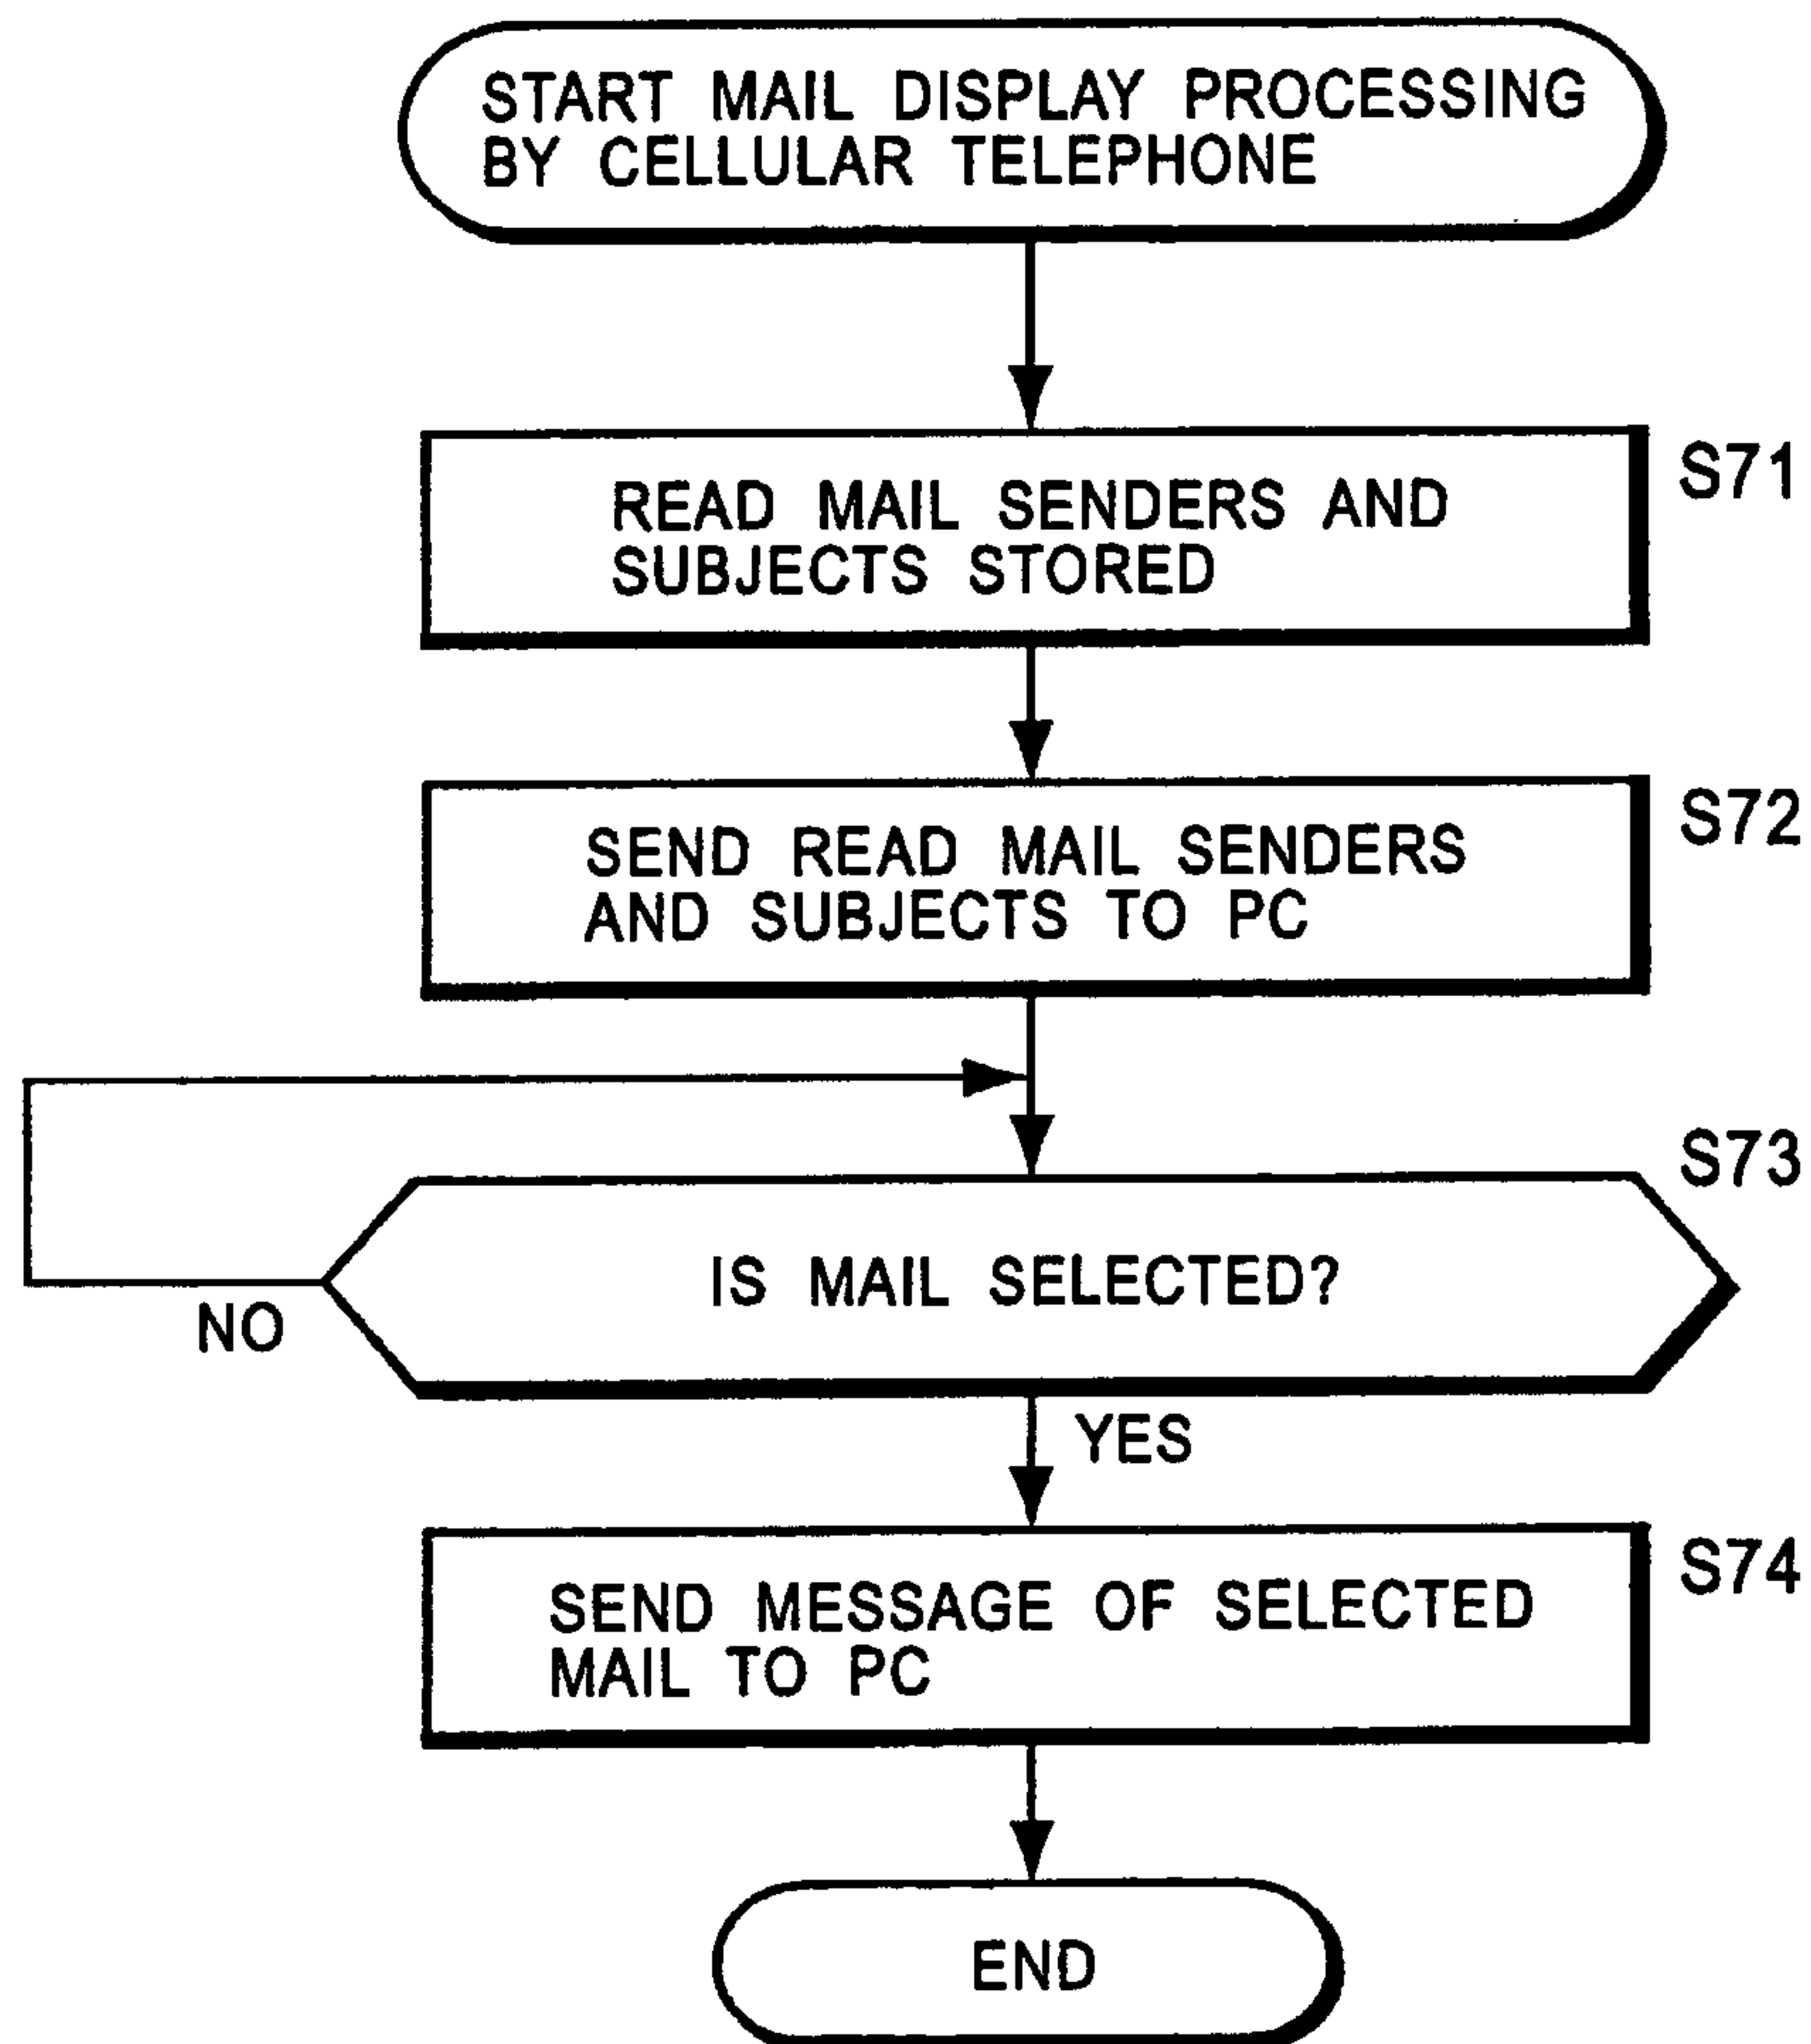 START MAIL DISPLAY PROCESSING
BY CELLULAR TELEPHONE
S71
READ MAIL SENDERS AND
SUBJECTS STORED
S72
SEND READ MAIL SENDERS
AND SUBJECTS TO PC
S73
IS MAIL SELECTED?
NO
YES
S74
SEND MESSAGE OF SELECTED
MAIL TO PC
END